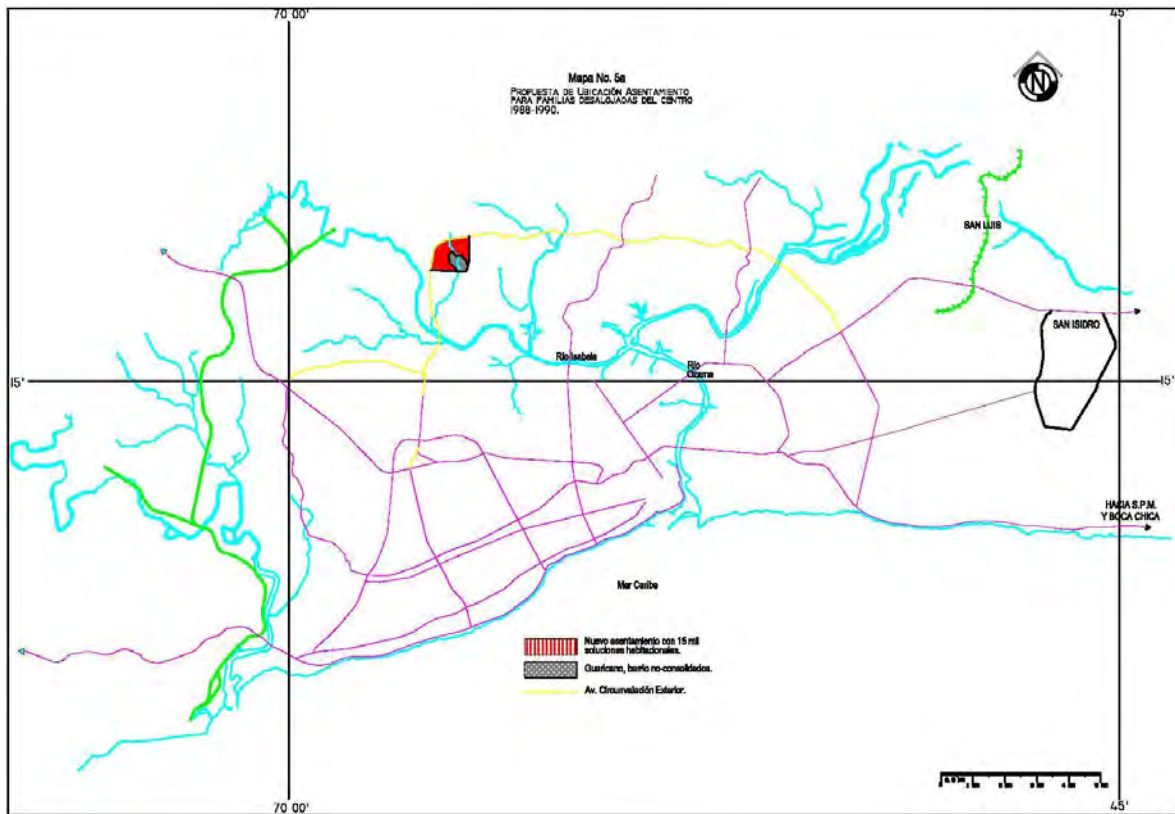 70 00'
45'
Mapa No. 5a
PROPUESTA DE UBICACIÓN ASENTAMIENTO
PARA FAMILIAS DESALOJADAS DEL CENTRO
1988-1990.
N
SAN LUIS
SAN ISIDRO
Rio Isabela
Rio
Ozama
15'
15'
HACIA S.P.M.
Y BOCA CHICA
Mar Caribe
Nuevo asentamiento con 15 mil
soluciones habitacionales.
Guaricano, barrio no-consolidados.
Av. Circunvalación Exterior.
70 00'
45'